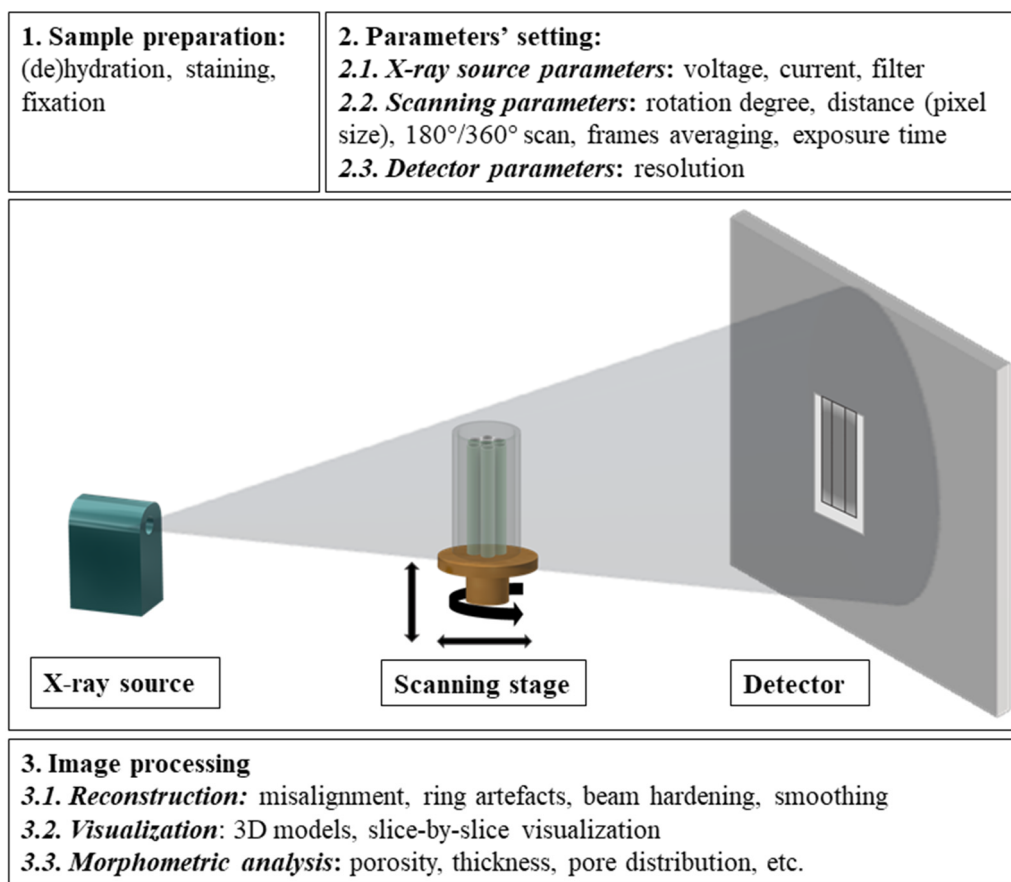 1. Sample preparation:
(de)hydration, staining,
fixation
2. Parameters’ setting:
2.1. X-ray source parameters: voltage, current, filter
2.2. Scanning parameters: rotation degree, distance (pixel
size), 180°/360° scan, frames averaging, exposure time
2.3. Detector parameters: resolution
X-ray source
Scanning stage
Detector
3. Image processing
3.1. Reconstruction: misalignment, ring artefacts, beam hardening, smoothing
3.2. Visualization: 3D models, slice-by-slice visualization
3.3. Morphometric analysis: porosity, thickness, pore distribution, etc.